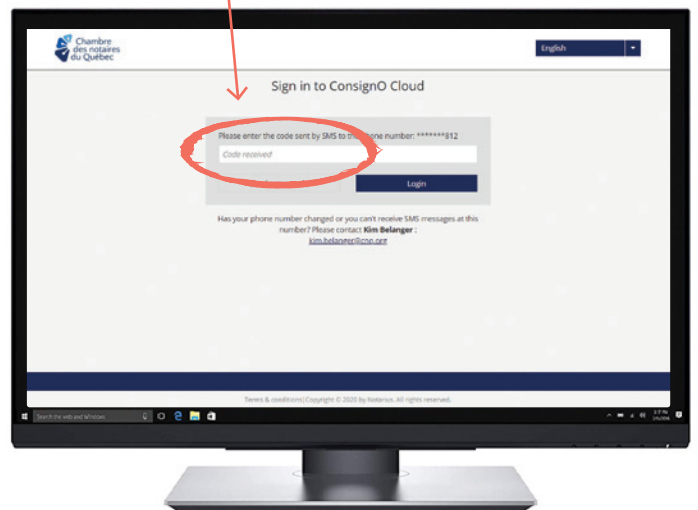 Chambre
des notaires
du Québec
English
Sign in to ConsignO Cloud
Please enter the code sent by SMS to the phone number: *******812
Code received
Login
Has your phone number changed or you can't receive SMS messages at this
number? Please contact Kim Belanger :
kim.belanger@cnq.org
Terms & conditions|Copyright © 2020 by Notarius. All rights reserved.
Search the web and Windows